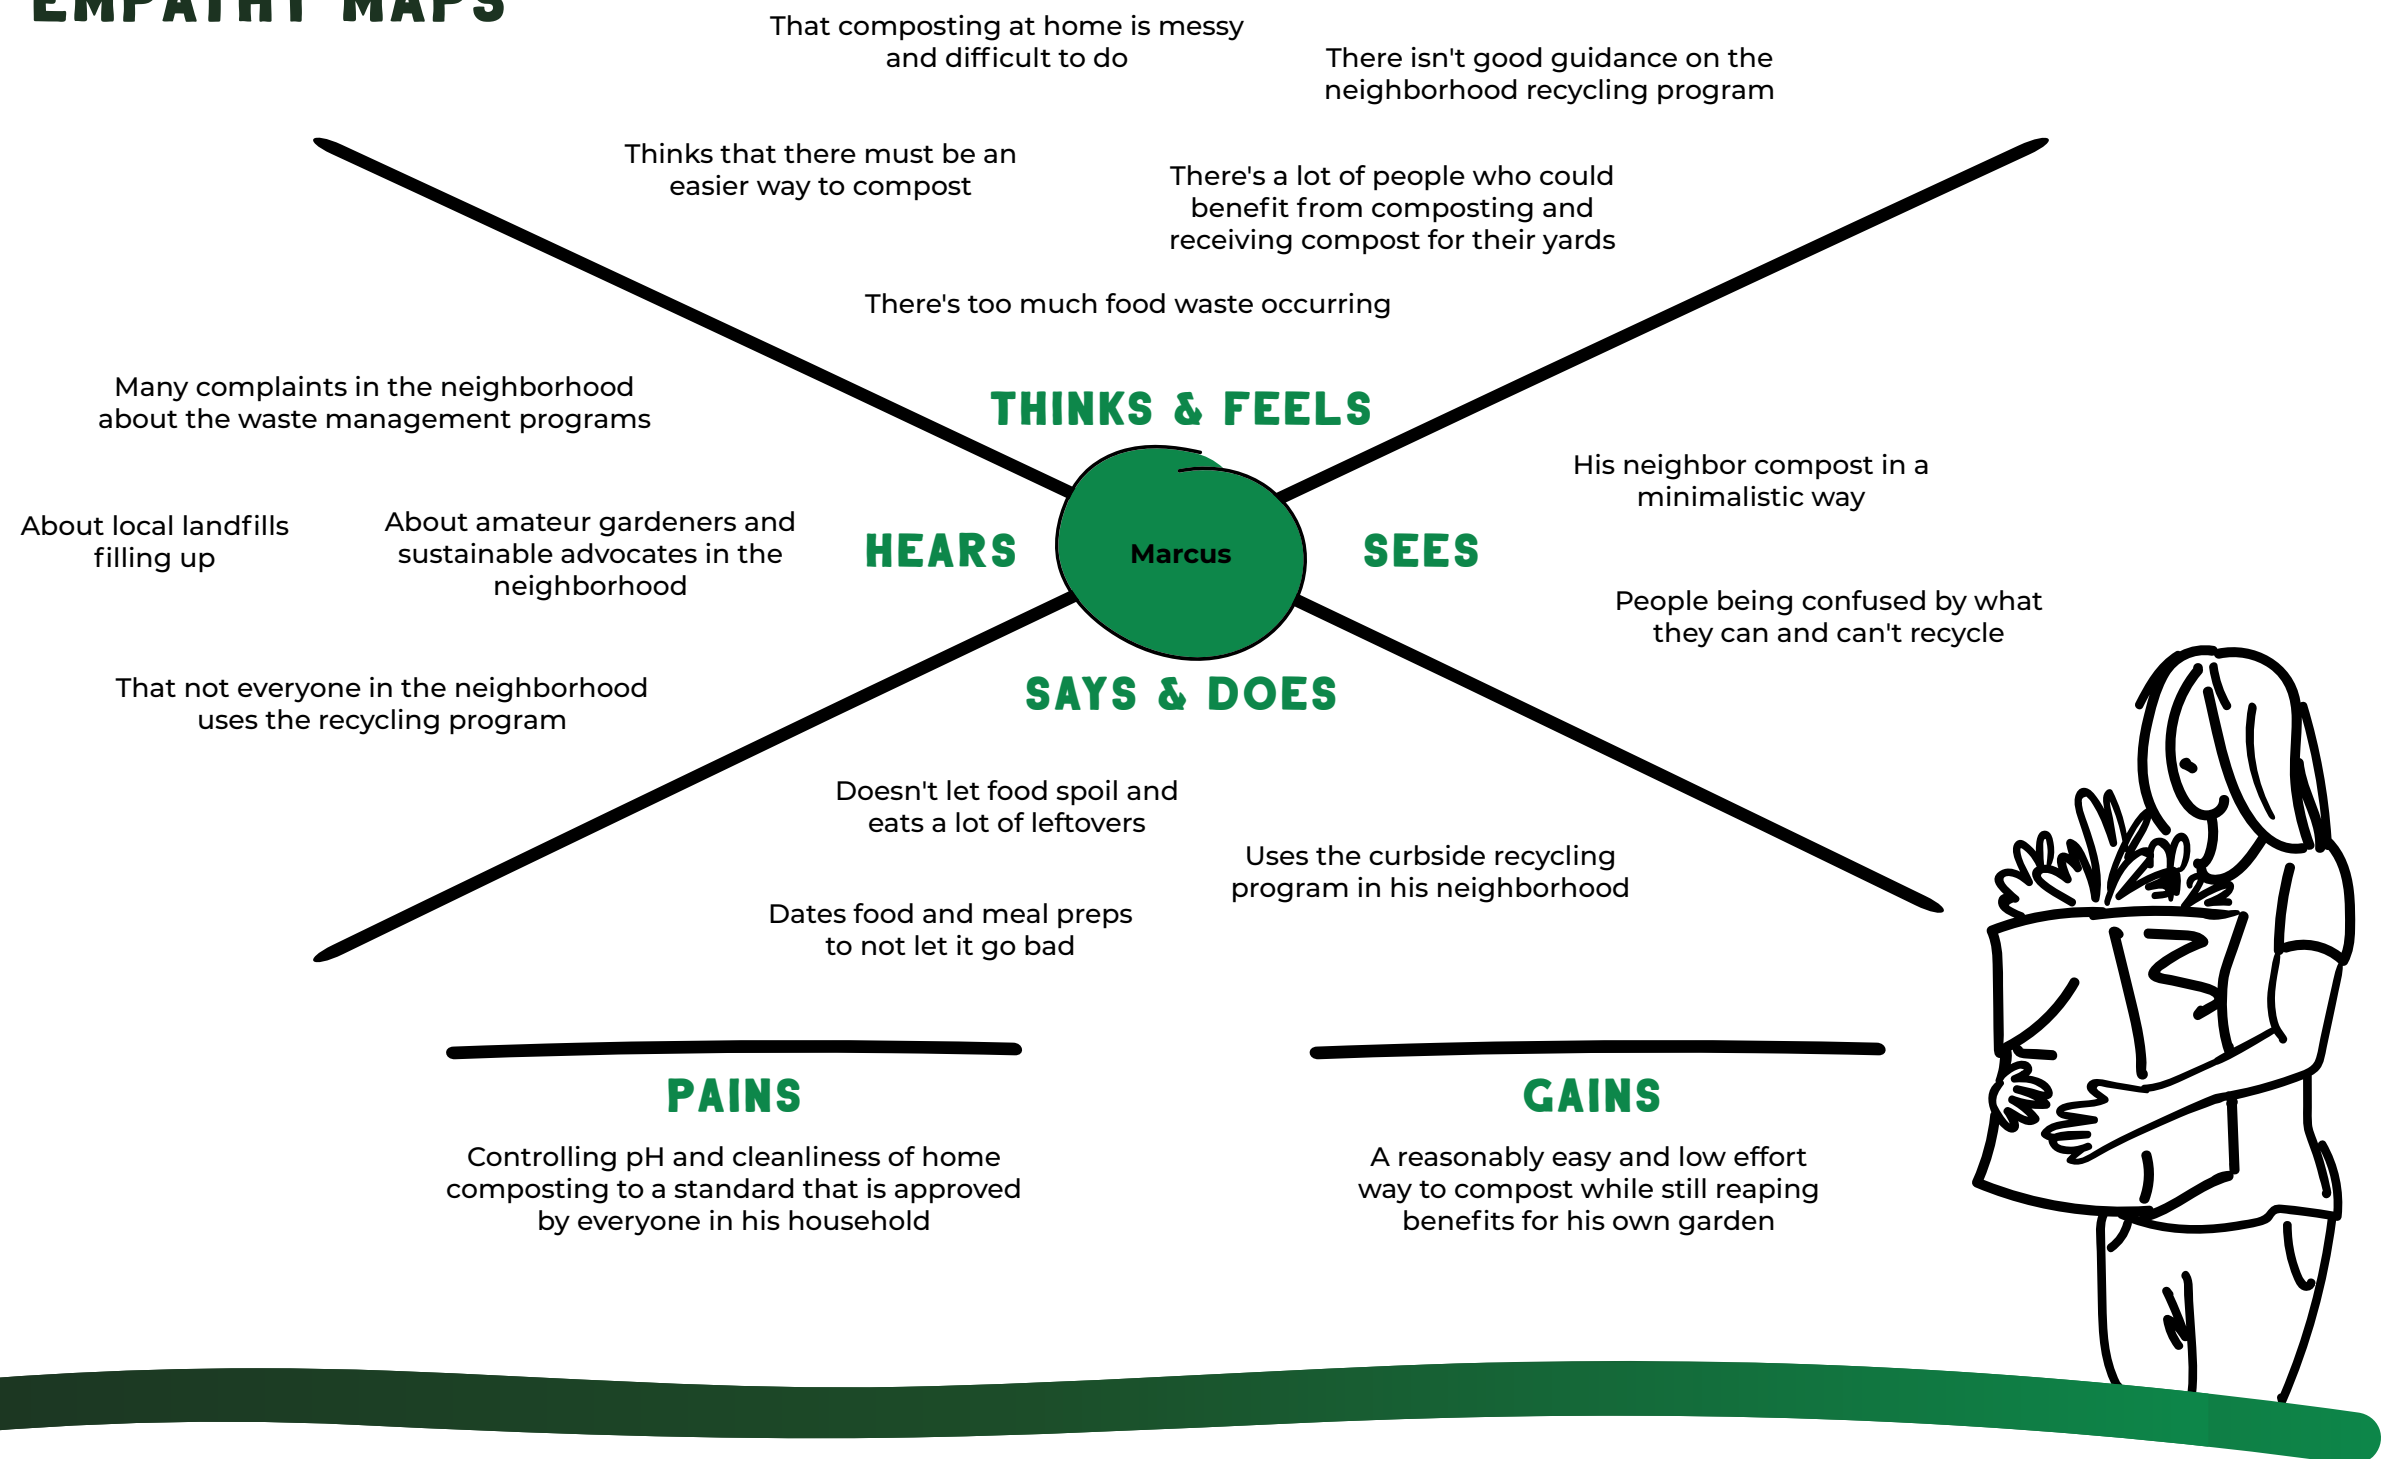 EMPATHY MAPS
That composting at home is messy
and difficult to do
There isn't good guidance on the
neighborhood recycling program
Thinks that there must be an
easier way to compost
There's a lot of people who could
benefit from composting and
receiving compost for their yards
There's too much food waste occurring
THINKS & FEELS
Many complaints in the neighborhood
about the waste management programs
About local landfills
filling up
About amateur gardeners and
sustainable advocates in the
neighborhood
That not everyone in the neighborhood
uses the recycling program
HEARS
Marcus
SEES
His neighbor compost in a
minimalistic way
People being confused by what
they can and can't recycle
SAYS & DOES
Doesn't let food spoil and
eats a lot of leftovers
Uses the curbside recycling
program in his neighborhood
Dates food and meal preps
to not let it go bad
PAINS
Controlling pH and cleanliness of home
composting to a standard that is approved
by everyone in his household
GAINS
A reasonably easy and low effort
way to compost while still reaping
benefits for his own garden